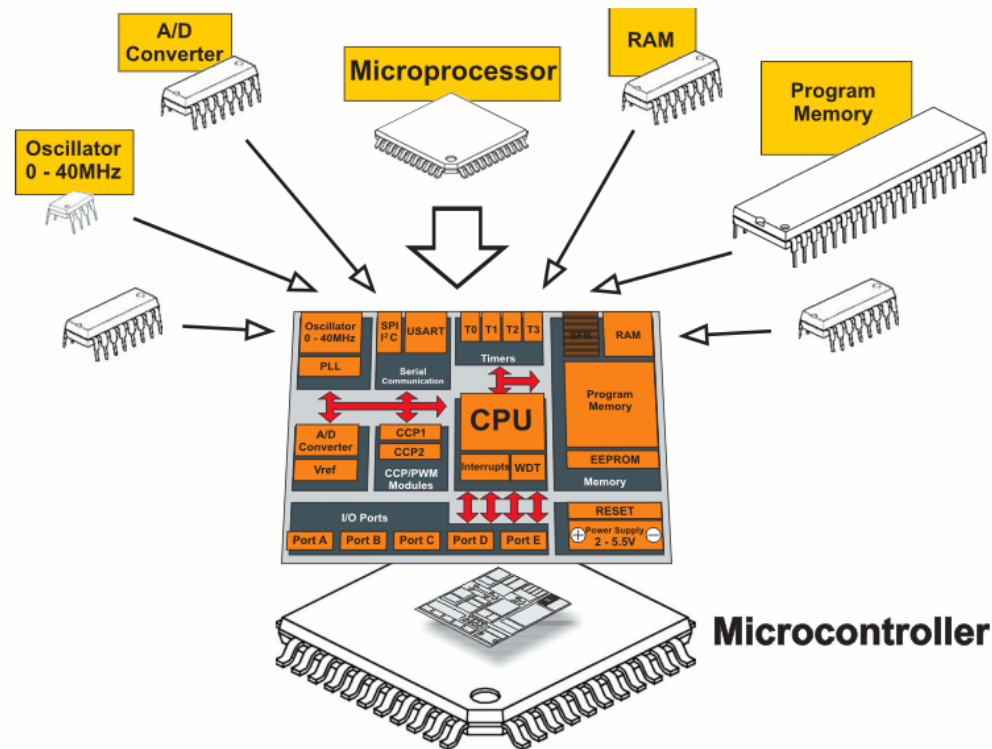 A/D
Converter
Microprocessor
RAM
Program
Memory
Oscillator
0 - 40MHz
Oscillator
0 - 40MHz
PLL
SPI
I²C
USART
Serial
Communication
T0 T1 T2 T3
Timers
SFR
RAM
Program
Memory
EEPROM
Memory
A/D
Converter
Vref
CCP1
CCP2
CCP/PWM
Modules
CPU
Interrupts
WDT
I/O Ports
Port A Port B Port C Port D Port E
RESET
+ Power Supply −
2 - 5.5V
Microcontroller